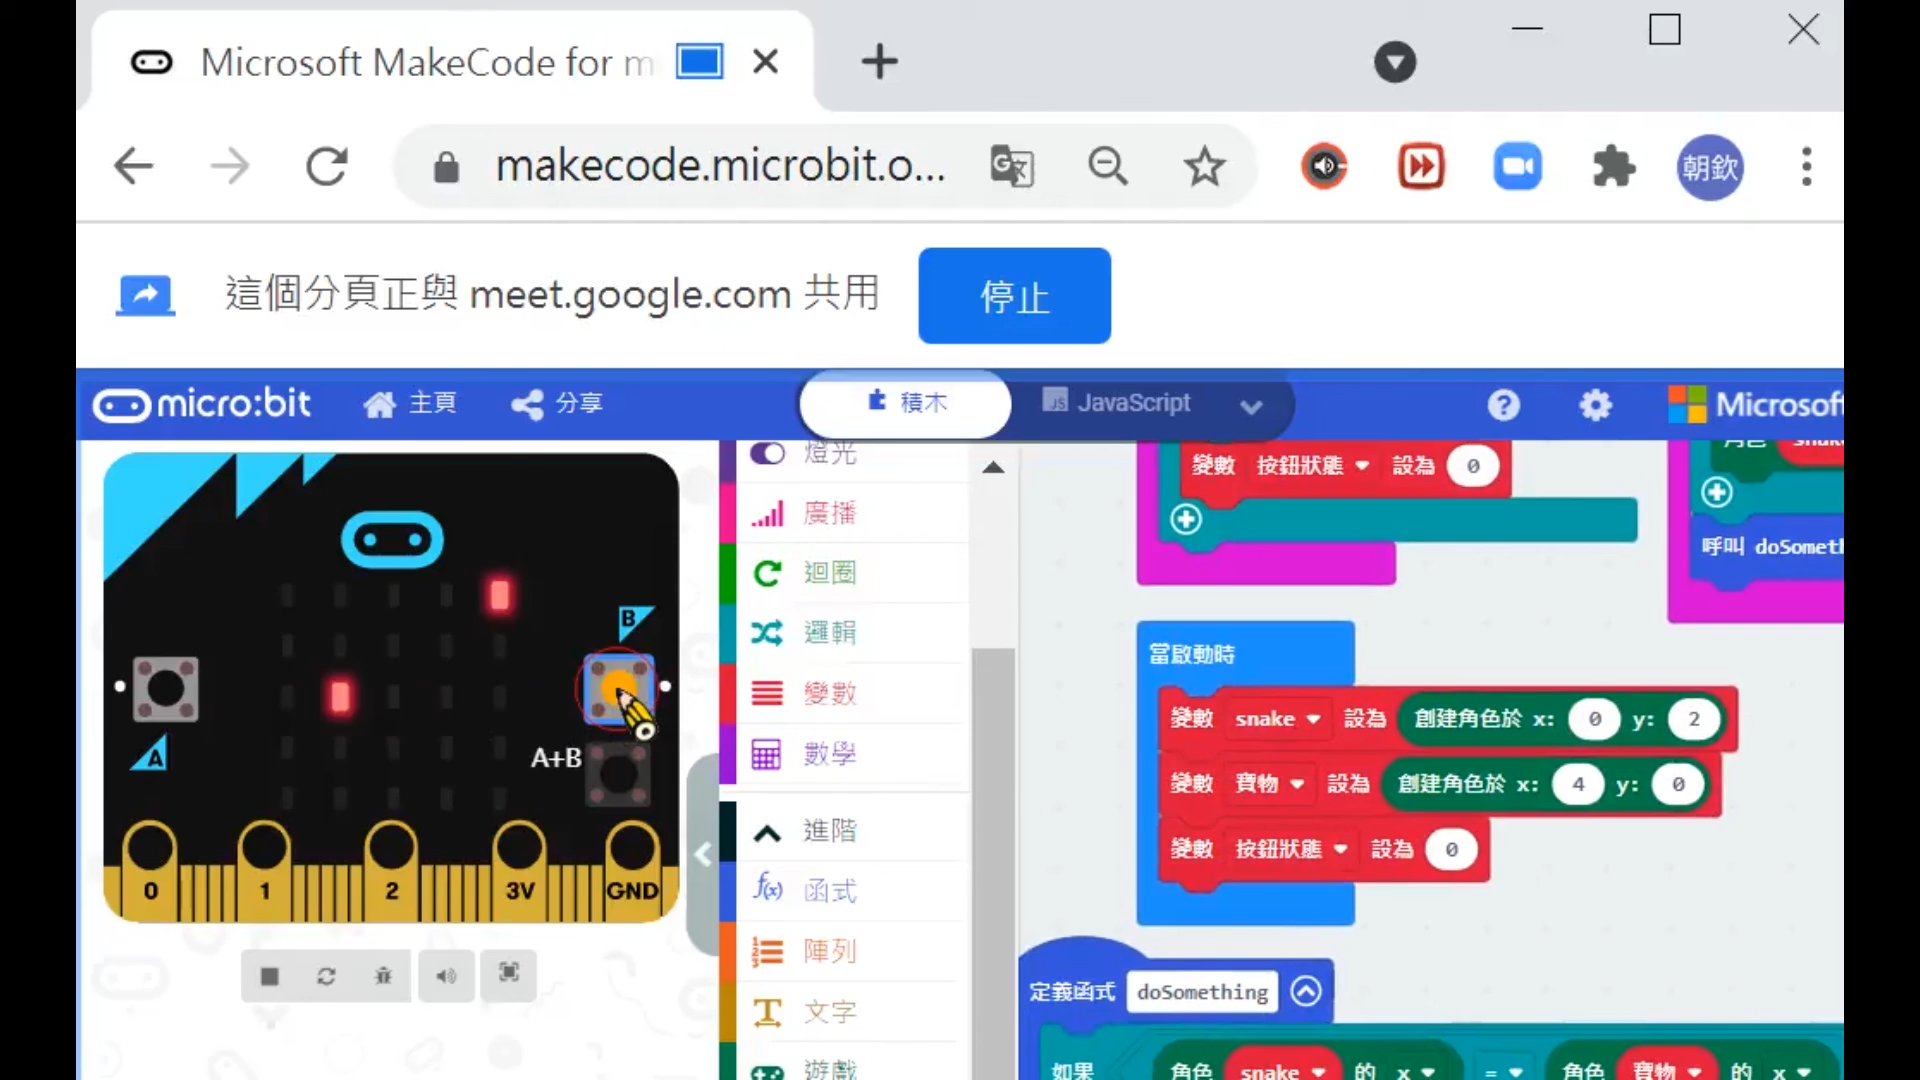 Microsoft MakeCode for m
makecode.microbit.o...
朝欽
這個分頁正與 meet.google.com 共用
停止
micro:bit
主頁
分享
積木
JS JavaScript
Microsoft
燈光
廣播
迴圈
邏輯
變數
數學
進階
函式
陣列
文字
遊戲
B
A
A+B
0 1 2 3V GND
變數 按鈕狀態 設為 0
呼叫 doSometh
當啟動時
變數 snake 設為 創建角色於 x: 0 y: 2
變數 寶物 設為 創建角色於 x: 4 y: 0
變數 按鈕狀態 設為 0
定義函式 doSomething
如果 角色 snake 的 x = 角色 寶物 的 x